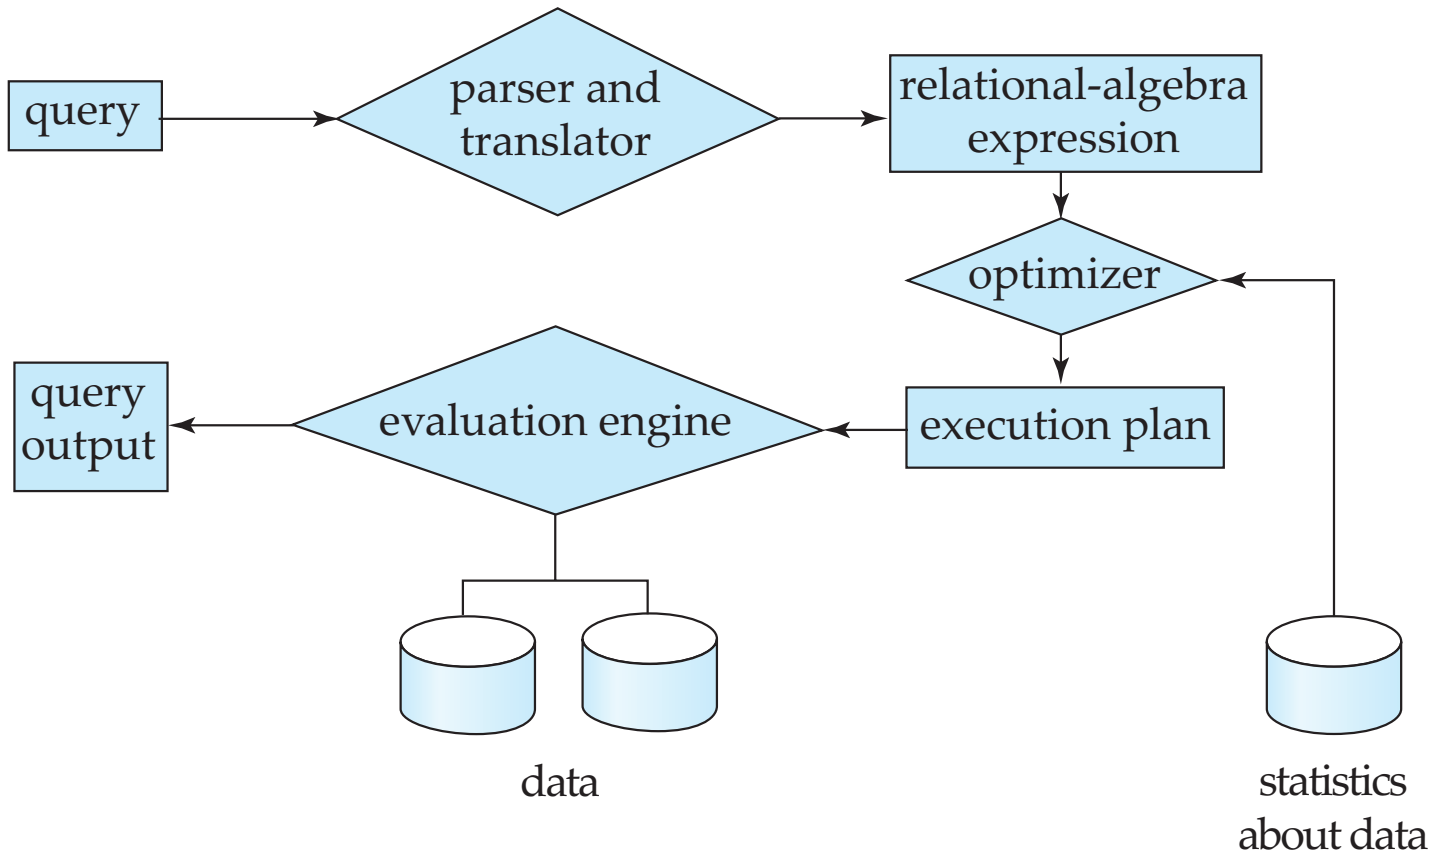 query
parser and
translator
relational-algebra
expression
optimizer
query
output
evaluation engine
execution plan
data
statistics
about data